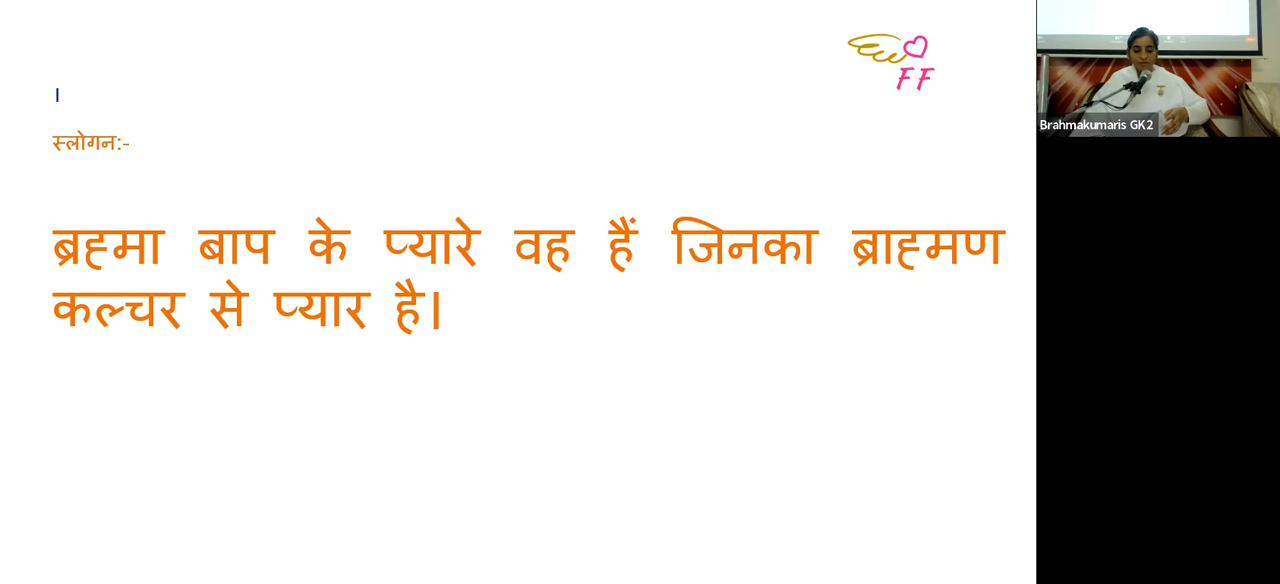 FF
।
स्लोगन:-
ब्रह्मा बाप के प्यारे वह हैं जिनका ब्राह्मण
कल्चर से प्यार है।
Brahmakumaris GK2